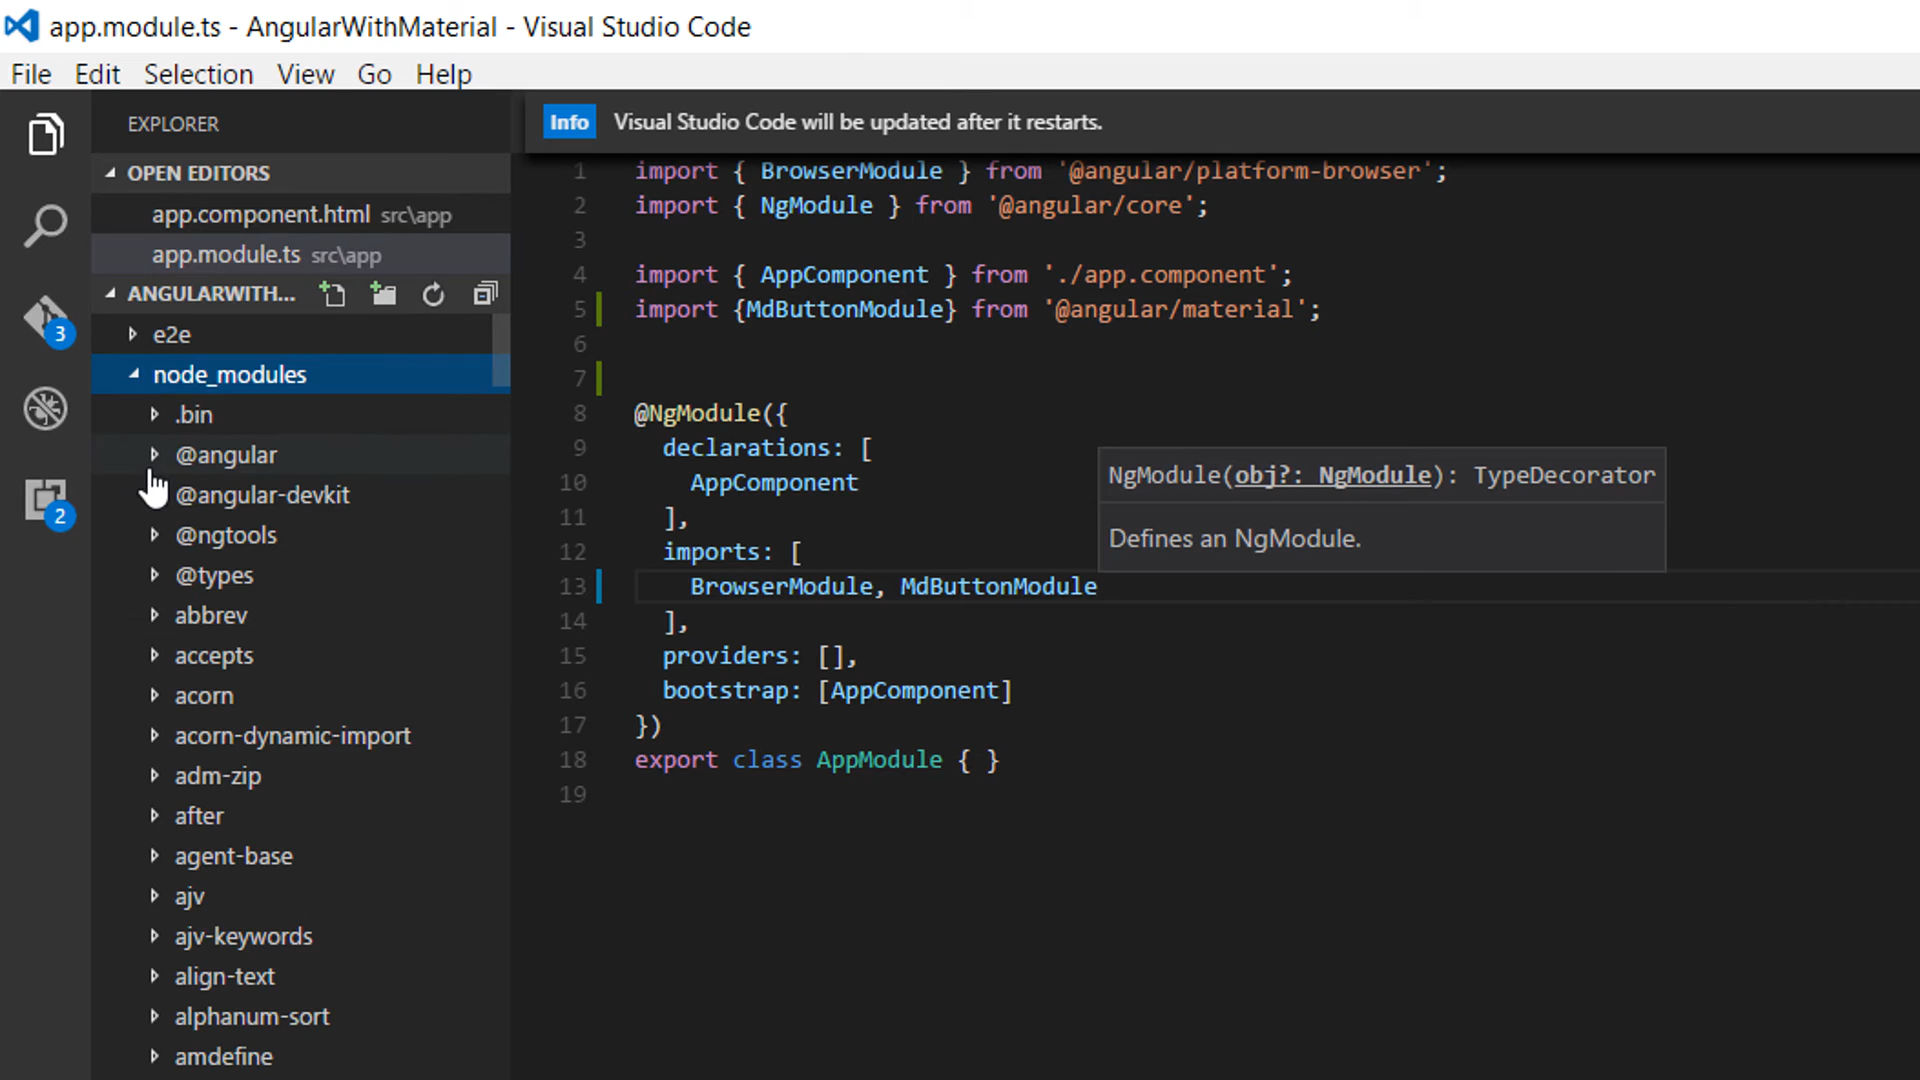 app.module.ts - AngularWithMaterial - Visual Studio Code
File Edit Selection View Go Help
EXPLORER
OPEN EDITORS
app.component.html src\app
app.module.ts src\app
ANGULARWITH...
e2e
node_modules
.bin
@angular
@angular-devkit
@ngtools
@types
abbrev
accepts
acorn
acorn-dynamic-import
adm-zip
after
agent-base
ajv
ajv-keywords
align-text
alphanum-sort
amdefine
3
2
Info Visual Studio Code will be updated after it restarts.
1 import { BrowserModule } from '@angular/platform-browser';
2 import { NgModule } from '@angular/core';
3
4 import { AppComponent } from './app.component';
5 import {MdButtonModule} from '@angular/material';
6
7
8 @NgModule({
9 declarations: [
10 AppComponent
11 ],
12 imports: [
13 BrowserModule, MdButtonModule
14 ],
15 providers: [],
16 bootstrap: [AppComponent]
17 })
18 export class AppModule { }
19
NgModule(obj?: NgModule): TypeDecorator
Defines an NgModule.